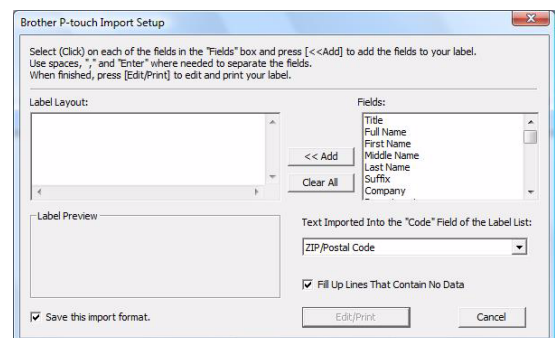 Brother P-touch Import Setup
Select (Click) on each of the fields in the "Fields" box and press [<<Add] to add the fields to your label.
Use spaces, "," and "Enter" where needed to separate the fields.
When finished, press [Edit/Print] to edit and print your label.
Label Layout:
Fields:
Title
Full Name
First Name
Middle Name
Last Name
Suffix
Company
<< Add
Clear All
Label Preview
Text Imported Into the "Code" Field of the Label List:
ZIP/Postal Code
Fill Up Lines That Contain No Data
Save this import format.
Edit/Print
Cancel